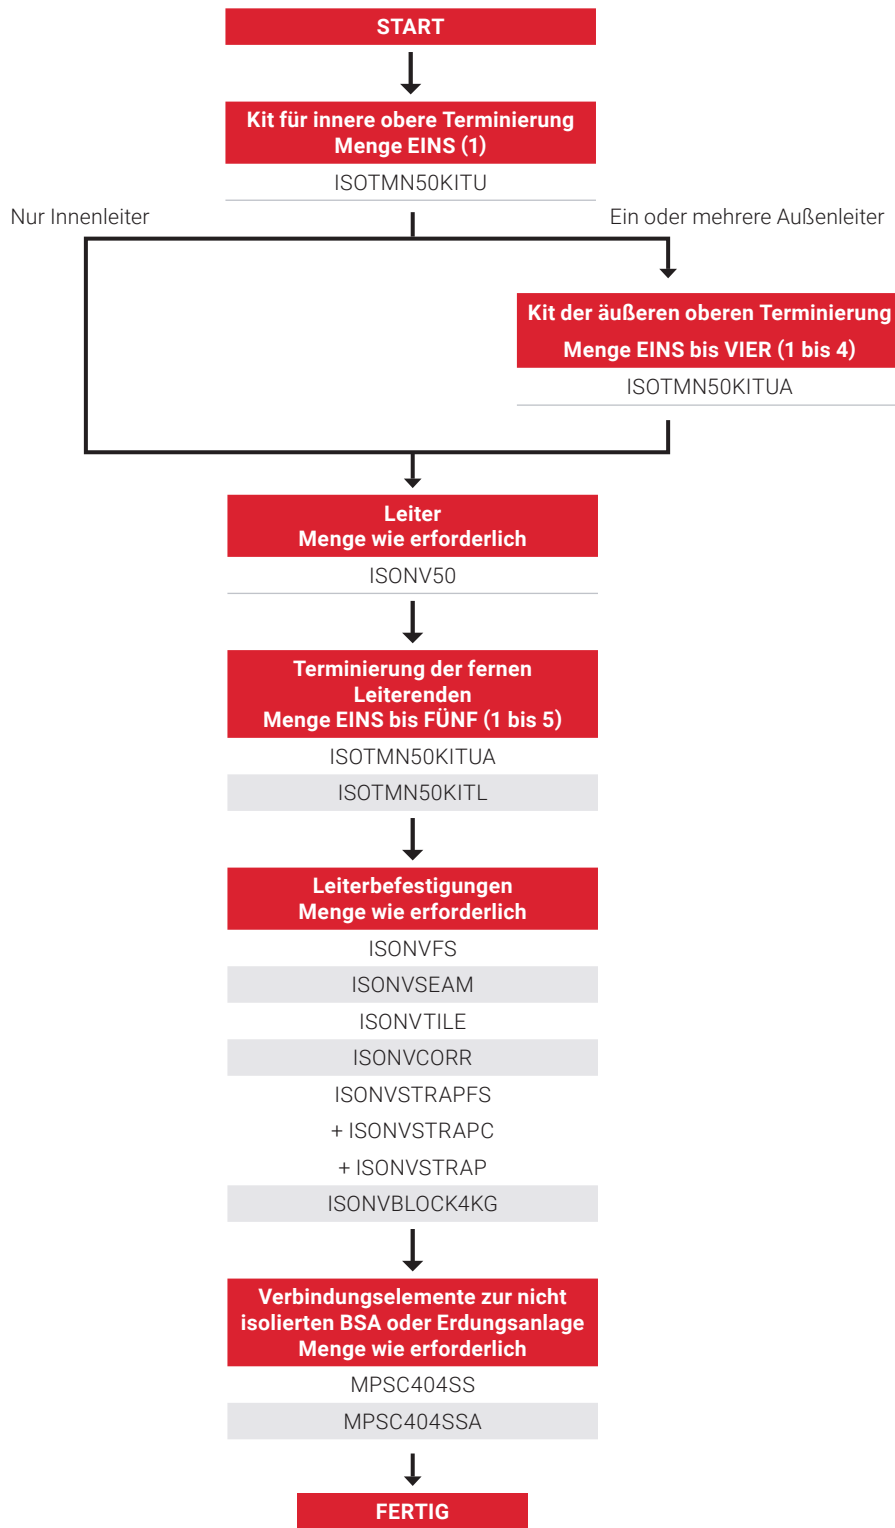 START
Kit für innere obere Terminierung
Menge EINS (1)
ISOTMN50KITU
Nur Innenleiter
Ein oder mehrere Außenleiter
Kit der äußeren oberen Terminierung
Menge EINS bis VIER (1 bis 4)
ISOTMN50KITUA
Leiter
Menge wie erforderlich
ISONV50
Terminierung der fernen
Leiterenden
Menge EINS bis FÜNF (1 bis 5)
ISOTMN50KITUA
ISOTMN50KITL
Leiterbefestigungen
Menge wie erforderlich
ISONVFS
ISONVSEAM
ISONVTILE
ISONVCORR
ISONVSTRAPFS
+ ISONVSTRAPC
+ ISONVSTRAP
ISONVBLOCK4KG
Verbindungselemente zur nicht
isolierten BSA oder Erdungsanlage
Menge wie erforderlich
MPSC404SS
MPSC404SSA
FERTIG